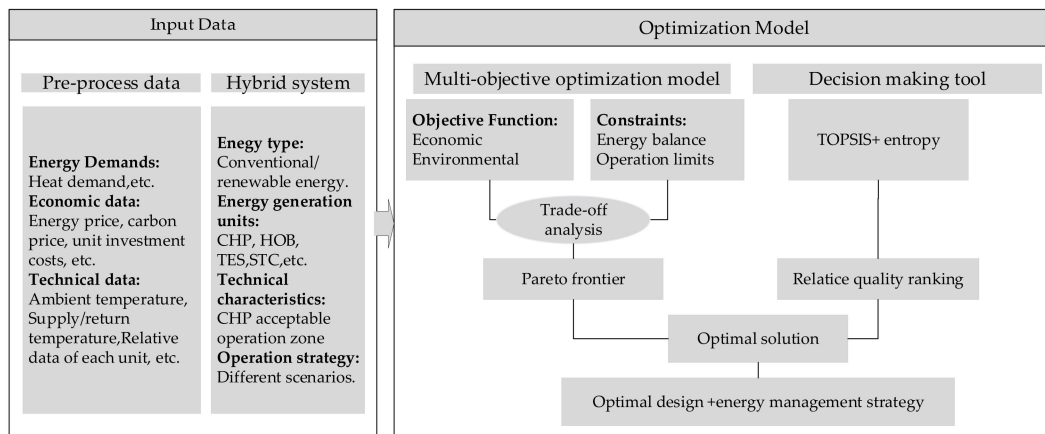 Input Data
Pre-process data
Energy Demands:
Heat demand,etc.
Economic data:
Energy price, carbon
price, unit investment
costs, etc.
Technical data:
Ambient temperature,
Supply/return
temperature,Relative
data of each unit, etc.
Hybrid system
Enegy type:
Conventional/
renewable energy.
Energy generation
units:
CHP, HOB,
TES,STC,etc.
Technical
characteristics:
CHP acceptable
operation zone
Operation strategy:
Different scenarios.
Optimization Model
Multi-objective optimization model
Objective Function:
Economic
Environmental
Constraints:
Energy balance
Operation limits
Trade-off
analysis
Pareto frontier
Decision making tool
TOPSIS+ entropy
Relatice quality ranking
Optimal solution
Optimal design +energy management strategy